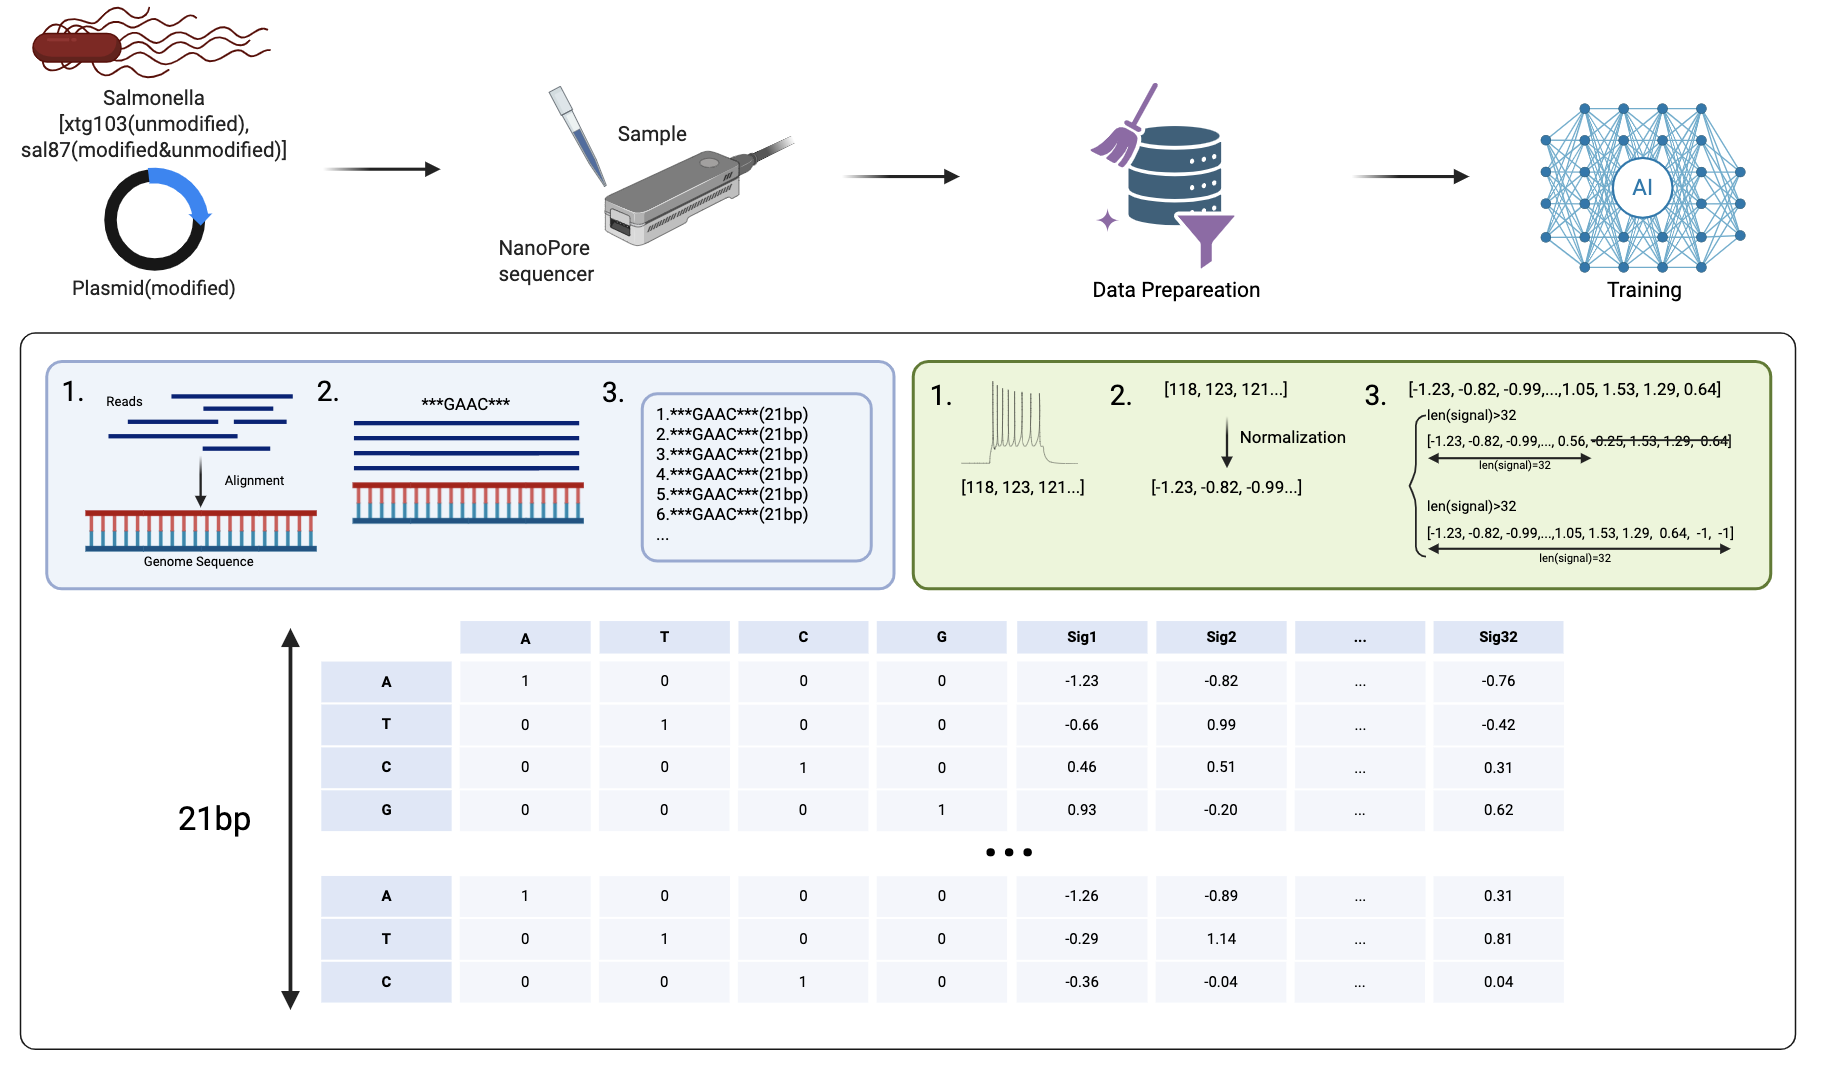 Salmonella
[xtg103(unmodified),
sal87(modified&unmodified)]
Plasmid(modified)
Sample
NanoPore
sequencer
Data Prepareation
AI
Training
1.
Reads
Alignment
Genome Sequence
2.
***GAAC***
3.
1.***GAAC***(21bp)
2.***GAAC***(21bp)
3.***GAAC***(21bp)
4.***GAAC***(21bp)
5.***GAAC***(21bp)
6.***GAAC***(21bp)
...
1.
[118, 123, 121...]
2.
[118, 123, 121...]
Normalization
[-1.23, -0.82, -0.99...]
3.
[-1.23, -0.82, -0.99,...,1.05, 1.53, 1.29, 0.64]
len(signal)>32
[-1.23, -0.82, -0.99,..., 0.56, -0.25, 1.53, 1.29, 0.64]
len(signal)=32
len(signal)>32
[-1.23, -0.82, -0.99,...,1.05, 1.53, 1.29, 0.64, -1, -1]
len(signal)=32
21bp
A T C G Sig1 Sig2 ... Sig32
A 1 0 0 0 -1.23 -0.82 ... -0.76
T 0 1 0 0 -0.66 0.99 ... -0.42
C 0 0 1 0 0.46 0.51 ... 0.31
G 0 0 0 1 0.93 -0.20 ... 0.62
...
A 1 0 0 0 -1.26 -0.89 ... 0.31
T 0 1 0 0 -0.29 1.14 ... 0.81
C 0 0 1 0 -0.36 -0.04 ... 0.04